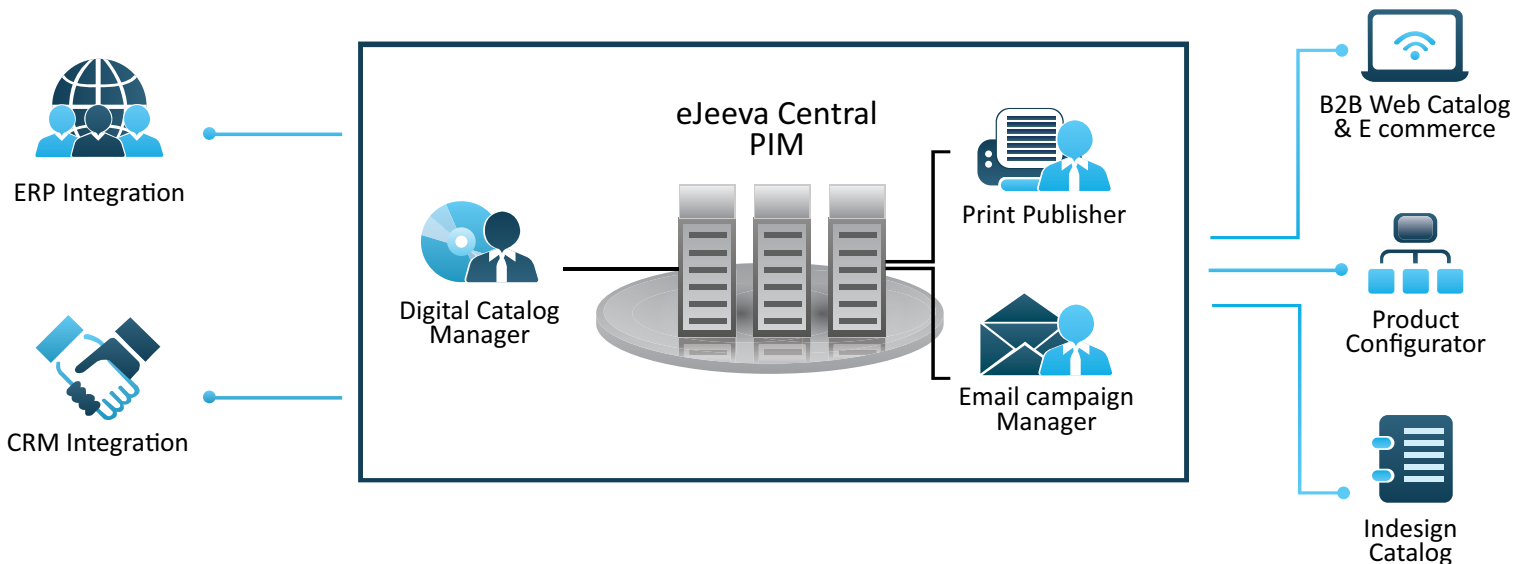 ERP Integration
CRM Integration
eJeeva Central
PIM
Digital Catalog
Manager
Print Publisher
Email campaign
Manager
B2B Web Catalog
& E commerce
Product
Configurator
Indesign
Catalog